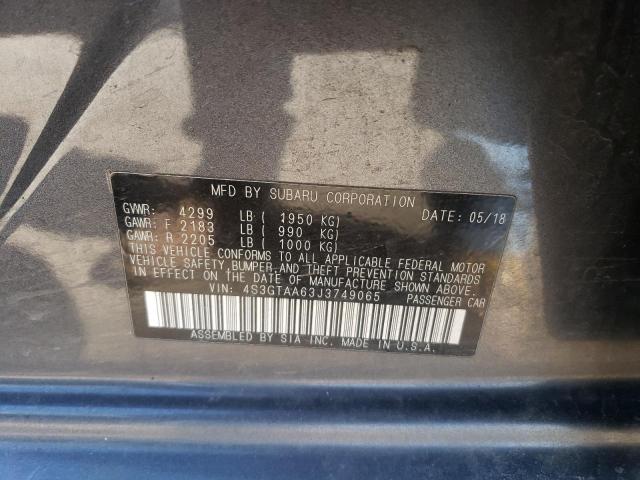 MFD BY SUBARU CORPORATION
GVWR: 4299 LB ( 1950 KG) DATE: 05/18
GAWR: F 2183 LB ( 990 KG)
GAWR: R 2205 LB ( 1000 KG)
THIS VEHICLE CONFORMS TO ALL APPLICABLE FEDERAL MOTOR
VEHICLE SAFETY, BUMPER, AND THEFT PREVENTION STANDARDS
IN EFFECT ON THE DATE OF MANUFACTURE SHOWN ABOVE.
VIN: 4S3GTAA63J3749065 PASSENGER CAR
ASSEMBLED BY SIA INC. MADE IN U.S.A.